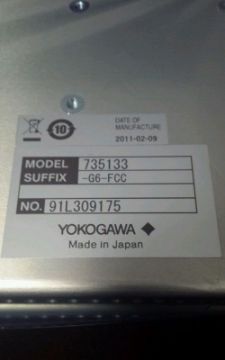 10
DATE OF
MANUFACTURE
2011-02-09
MODEL 735133
SUFFIX -G6-FCC
NO. 91L309175
YOKOGAWA
Made in Japan